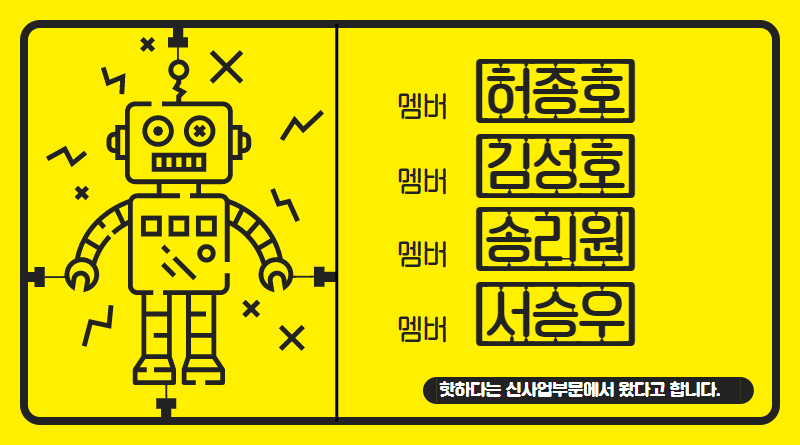 멤버 허종호
멤버 김성호
멤버 송리원
멤버 서승우
핫하다는 신사업부문에서 왔다고 합니다.